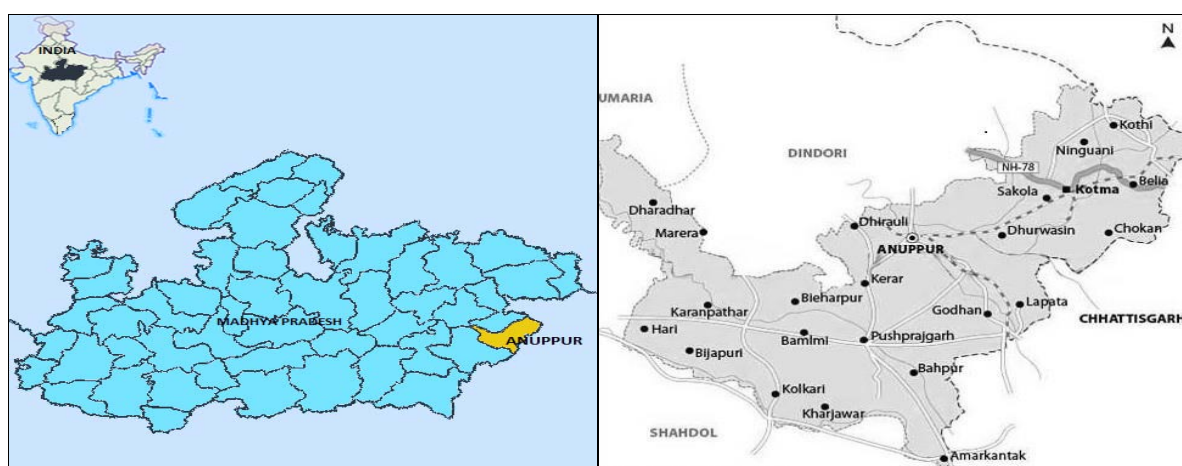 INDIA
MADHYA PRADESH
ANUPPUR
N
UMARIA
Kothi
Ninguani
DINDORI
NH-78
Belia
Kotma
Sakola
Dharadhar
Dhirauli
Marera
ANUPPUR
Dhurwasin
Chokan
Kerar
Bieharpur
Karanpathar
Lapata
Godhan
CHHATTISGARH
Hari
Bamlmi
Pushprajgarh
Bijapuri
Bahpur
Kolkari
Kharjawar
SHAHDOL
Amarkantak